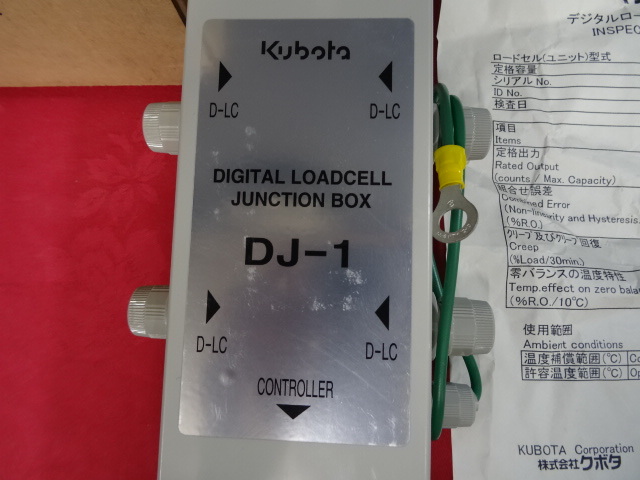 Kubota
D-LC
D-LC
DIGITAL LOADCELL
JUNCTION BOX
DJ-1
D-LC
D-LC
CONTROLLER
デジタルロー
INSPEC
ロードセル(ユニット)型式
定格容量
シリアル No.
ID No.
検査日
項目
Items
定格出力
Rated Output
(counts / Max. Capacity)
組合せ誤差
Combined Error
(Non-linearity and Hysteresis.
(%R.O.)
クリープ 及びクリープ回復
Creep
(%Load/30min.)
零バランスの温度特性
Temp.effect on zero bala
(%R.O./10℃)
使用範囲
Ambient conditions
温度補償範囲(℃) Co
許容温度範囲(℃) Op
KUBOTA Corporation
株式会社クボタ